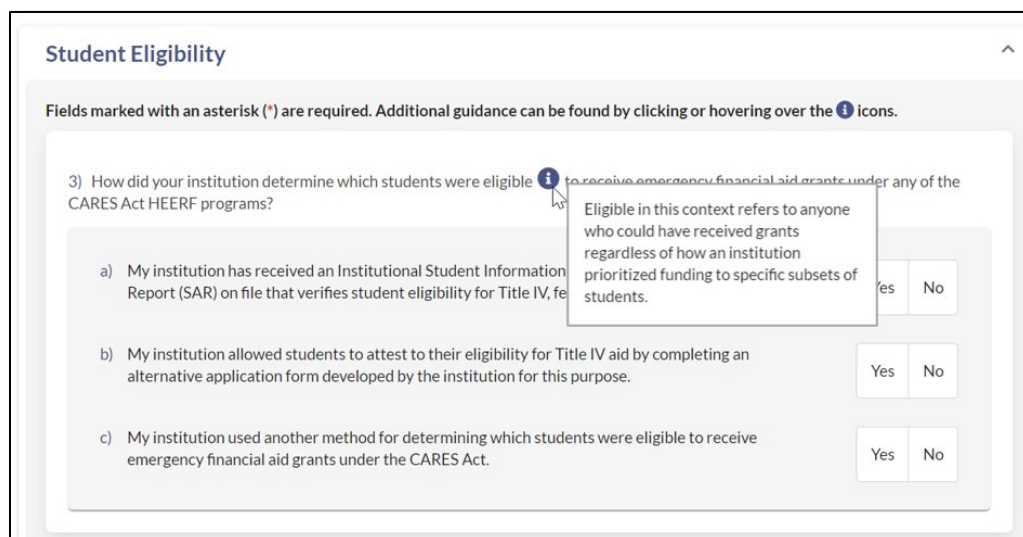 Student Eligibility
Fields marked with an asterisk (*) are required. Additional guidance can be found by clicking or hovering over the i icons.
3) How did your institution determine which students were eligible i to receive emergency financial aid grants under any of the
CARES Act HEERF programs?
Eligible in this context refers to anyone
who could have received grants
regardless of how an institution
prioritized funding to specific subsets of
students.
a) My institution has received an Institutional Student Information
Report (SAR) on file that verifies student eligibility for Title IV,
Yes No
b) My institution allowed students to attest to their eligibility for Title IV aid by completing an
alternative application form developed by the institution for this purpose.
Yes No
c) My institution used another method for determining which students were eligible to receive
emergency financial aid grants under the CARES Act.
Yes No